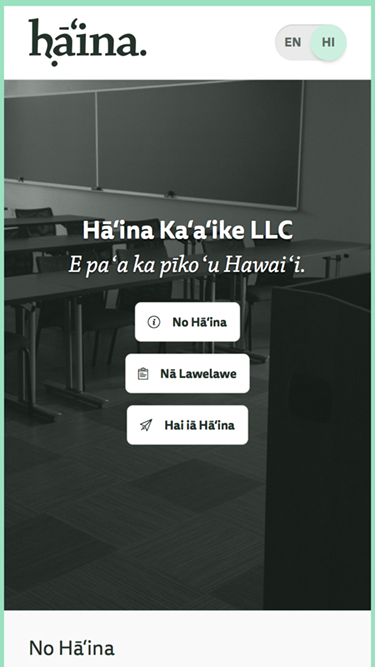 ḥāʻina.
EN HI
Hāʻina Kaʻaʻike LLC
E paʻa ka pīko ʻu Hawaiʻi.
No Hāʻina
Nā Lawelawe
Hai iā Hāʻina
No Hāʻina